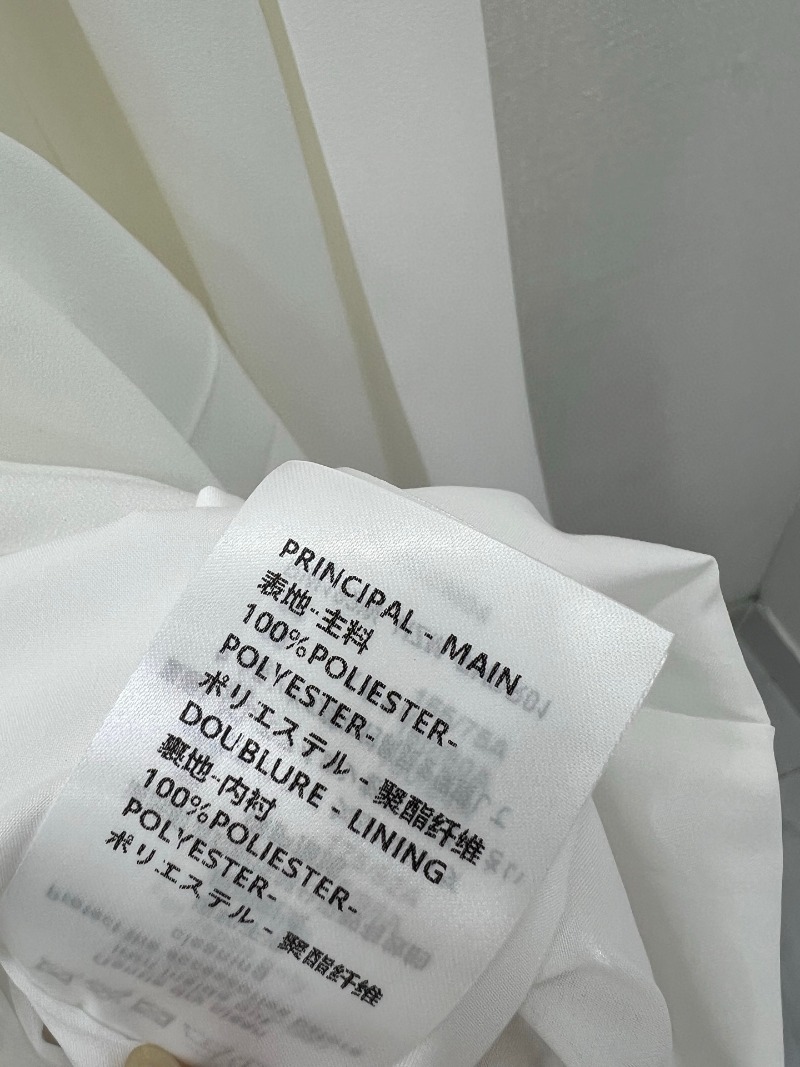 PRINCIPAL - MAIN
表地-主料
100%POLIESTER-
POLYESTER-
ポリエステル - 聚酯纤维
DOUBLURE - LINING
裏地-内衬
100%POLIESTER-
POLYESTER-
ポリエステル - 聚酯纤维